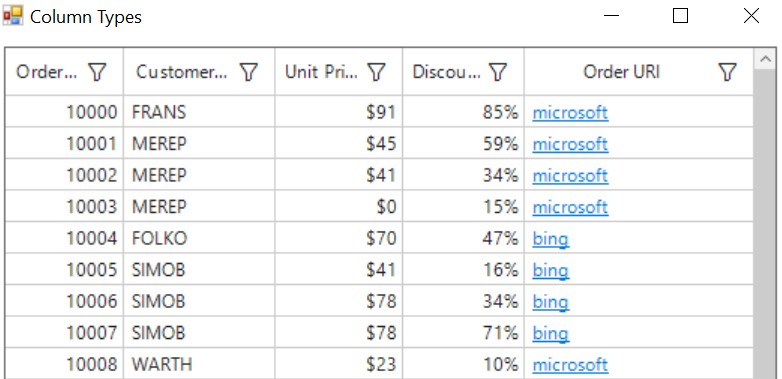 Column Types
Order... Customer... Unit Pri... Discou... Order URI
10000 FRANS $91 85% microsoft
10001 MEREP $45 59% microsoft
10002 MEREP $41 34% microsoft
10003 MEREP $0 15% microsoft
10004 FOLKO $70 47% bing
10005 SIMOB $41 16% bing
10006 SIMOB $78 34% bing
10007 SIMOB $78 71% bing
10008 WARTH $23 10% microsoft